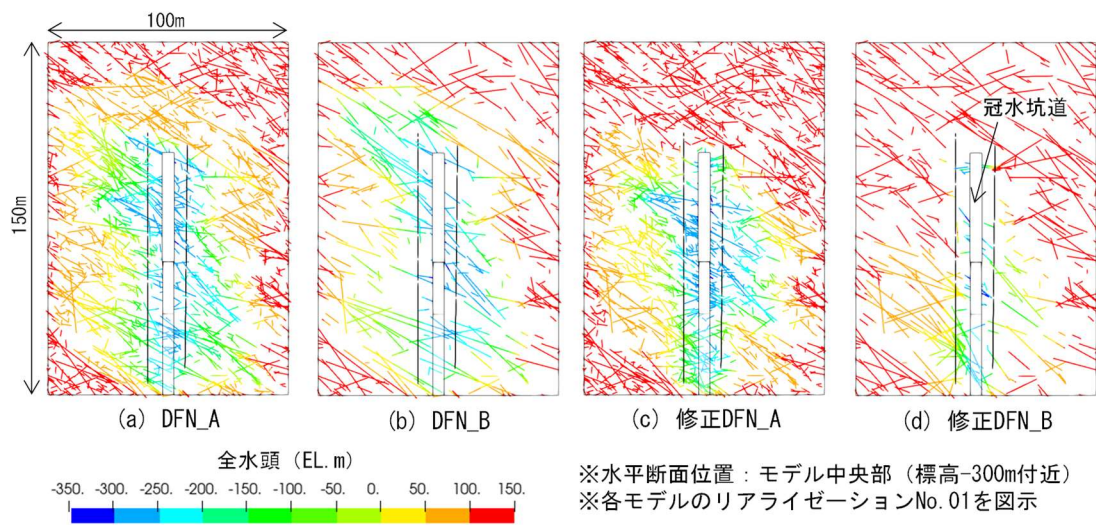 100m
150m
冠水坑道
(a) DFN_A
(b) DFN_B
(c) 修正DFN_A
(d) 修正DFN_B
全水頭 (EL.m)
-350. -300. -250. -200. -150. -100. -50. 0. 50. 100. 150.
※水平断面位置：モデル中央部（標高-300m付近）
※各モデルのリアライゼーションNo.01を図示